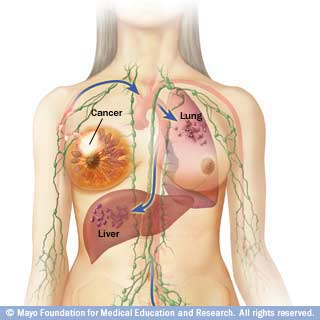 Cancer
Lung
Liver
© Mayo Foundation for Medical Education and Research. All rights reserved.